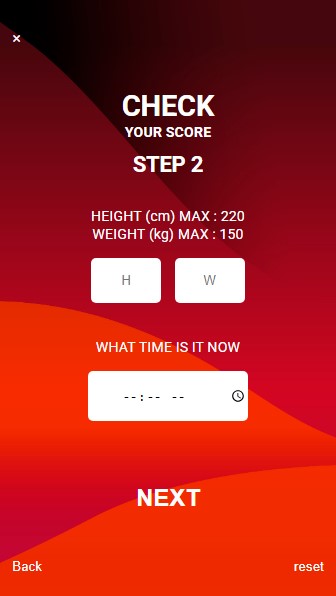 ×
CHECK
YOUR SCORE
STEP 2
HEIGHT (cm) MAX : 220
WEIGHT (kg) MAX : 150
H W
WHAT TIME IS IT NOW
--:-- --
NEXT
Back reset